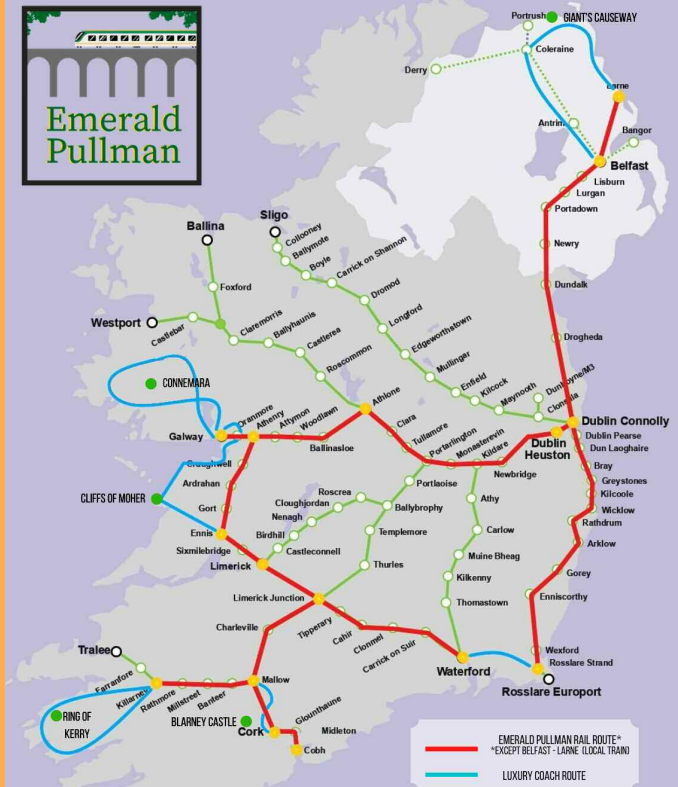 Emerald
Pullman
Portrush
GIANT'S CAUSEWAY
Coleraine
Derry
Larne
Antrim
Bangor
Belfast
Lisburn
Lurgan
Portadown
Newry
Dundalk
Drogheda
Sligo
Collooney
Ballymote
Boyle
Carrick on Shannon
Dromod
Longford
Edgeworthstown
Mullingar
Enfield
Kilcock
Maynooth
Dunboyne/M3
Clonsilla
Ballina
Foxford
Westport
Castlebar
Claremorris
Ballyhaunis
Castlerea
Roscommon
Athlone
CONNEMARA
Galway
Oranmore
Athenry
Attymon
Woodlawn
Ballinasloe
Clara
Tullamore
Portarlington
Monasterevin
Kildare
Newbridge
Dublin
Heuston
Dublin Connolly
Dublin Pearse
Dun Laoghaire
Bray
Greystones
Kilcoole
Wicklow
Rathdrum
Arklow
Gorey
Enniscorthy
Wexford
Rosslare Strand
Rosslare Europort
Craughwell
Ardrahan
Gort
CLIFFS OF MOHER
Ennis
Sixmilebridge
Limerick
Roscrea
Cloughjordan
Nenagh
Birdhill
Castleconnell
Portlaoise
Ballybrophy
Templemore
Thurles
Athy
Carlow
Muine Bheag
Kilkenny
Thomastown
Waterford
Limerick Junction
Tipperary
Cahir
Clonmel
Carrick on Suir
Charleville
Tralee
Farranfore
Killarney
Rathmore
Millstreet
Banteer
Mallow
RING OF
KERRY
BLARNEY CASTLE
Cork
Glounthaune
Midleton
Cobh
EMERALD PULLMAN RAIL ROUTE*
*EXCEPT BELFAST - LARNE (LOCAL TRAIN)
LUXURY COACH ROUTE